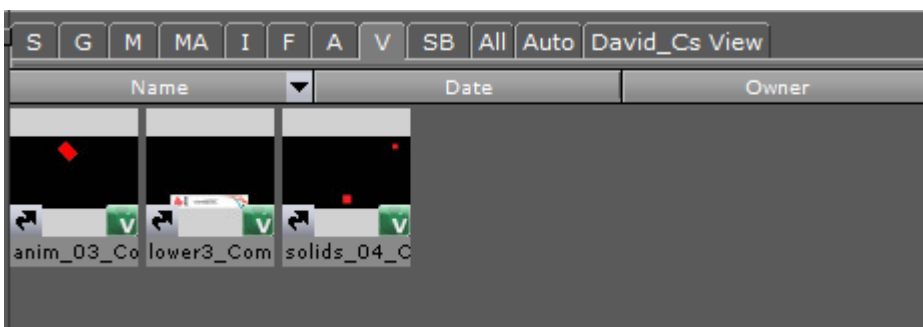 S G M MA I F A V SB All Auto David_Cs View
Name Date Owner
V V V
anim_03_Co lower3_Com solids_04_C